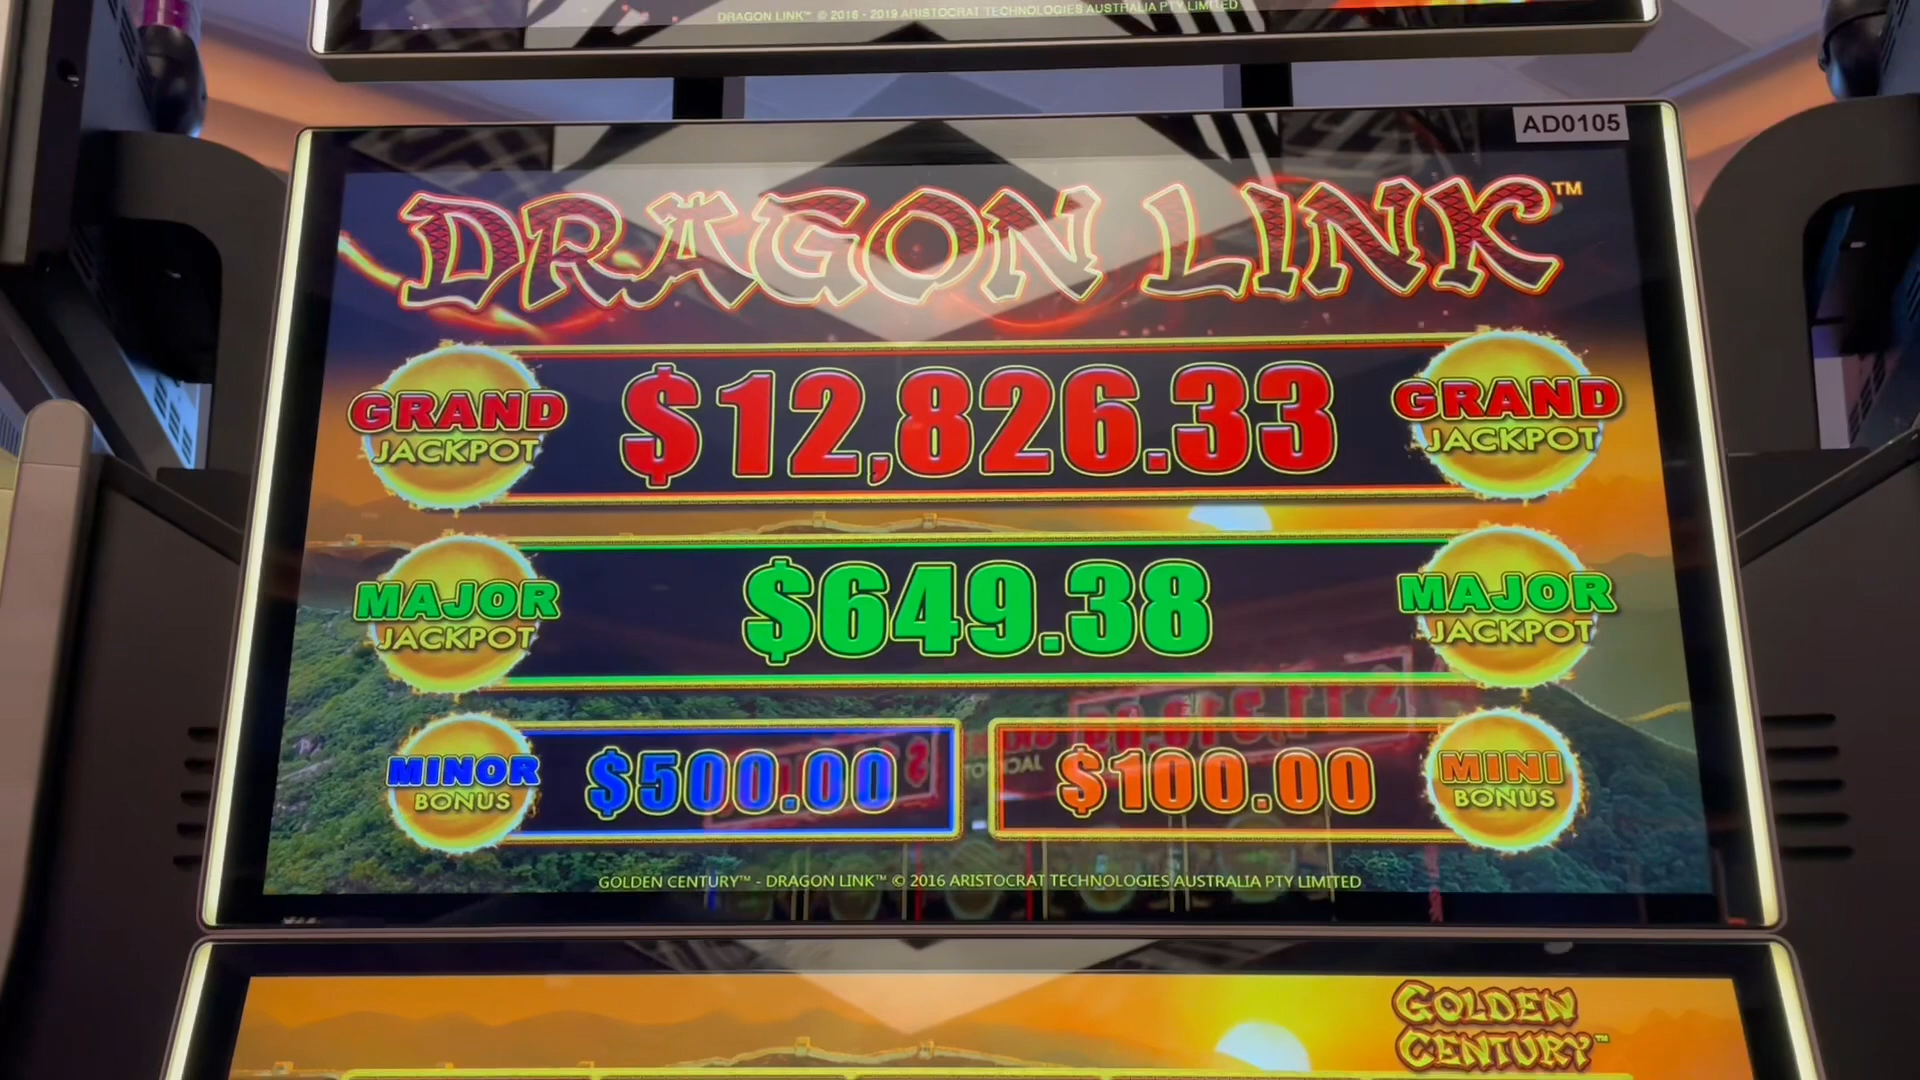 DRAGON LINK™ © 2016 - 2019 ARISTOCRAT TECHNOLOGIES AUSTRALIA PTY LIMITED
AD0105
DRAGON LINK™
GRAND JACKPOT
$12,826.33
GRAND JACKPOT
MAJOR JACKPOT
$649.38
MAJOR JACKPOT
MINOR BONUS
$500.00
$100.00
MINI BONUS
GOLDEN CENTURY™ - DRAGON LINK™ © 2016 ARISTOCRAT TECHNOLOGIES AUSTRALIA PTY LIMITED
GOLDEN
CENTURY™